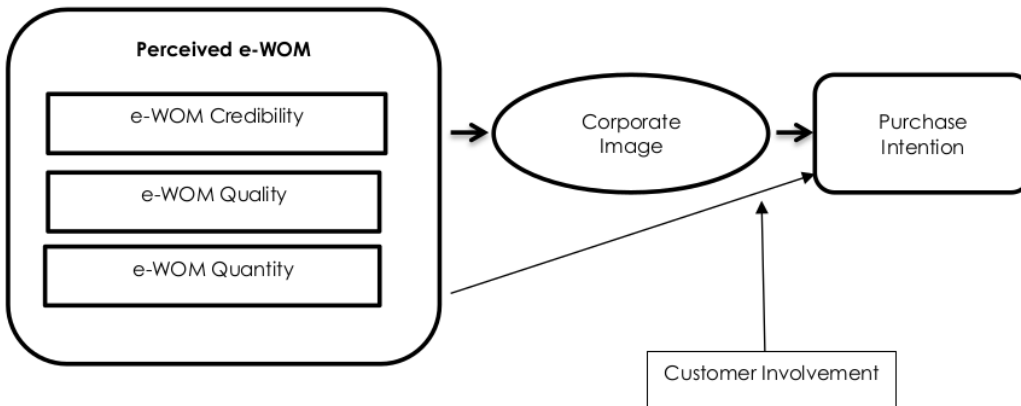 Perceived e-WOM
e-WOM Credibility
e-WOM Quality
e-WOM Quantity
Corporate
Image
Purchase
Intention
Customer Involvement